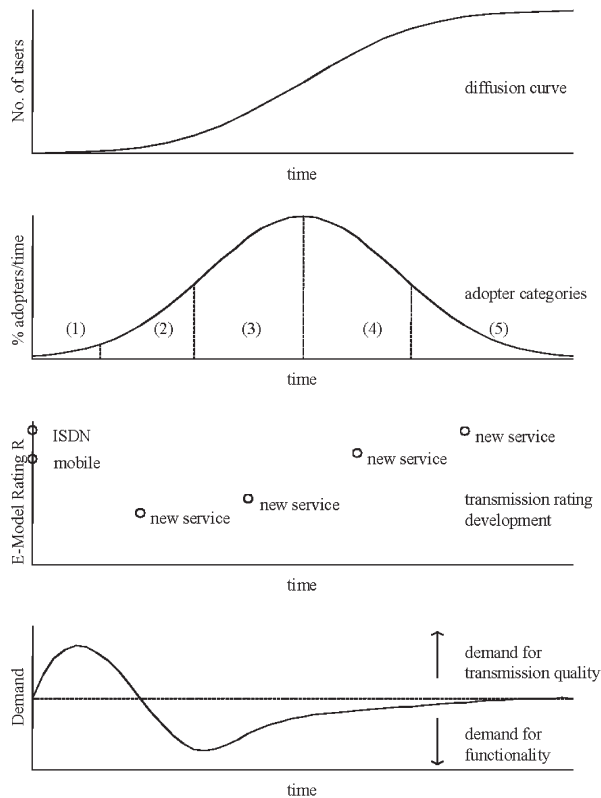 No. of users
diffusion curve
time
% adopters/time
adopter categories
(1)
(2)
(3)
(4)
(5)
time
E-Model Rating R
ISDN
mobile
new service
new service
new service
new service
transmission rating
development
time
Demand
demand for
transmission quality
demand for
functionality
time